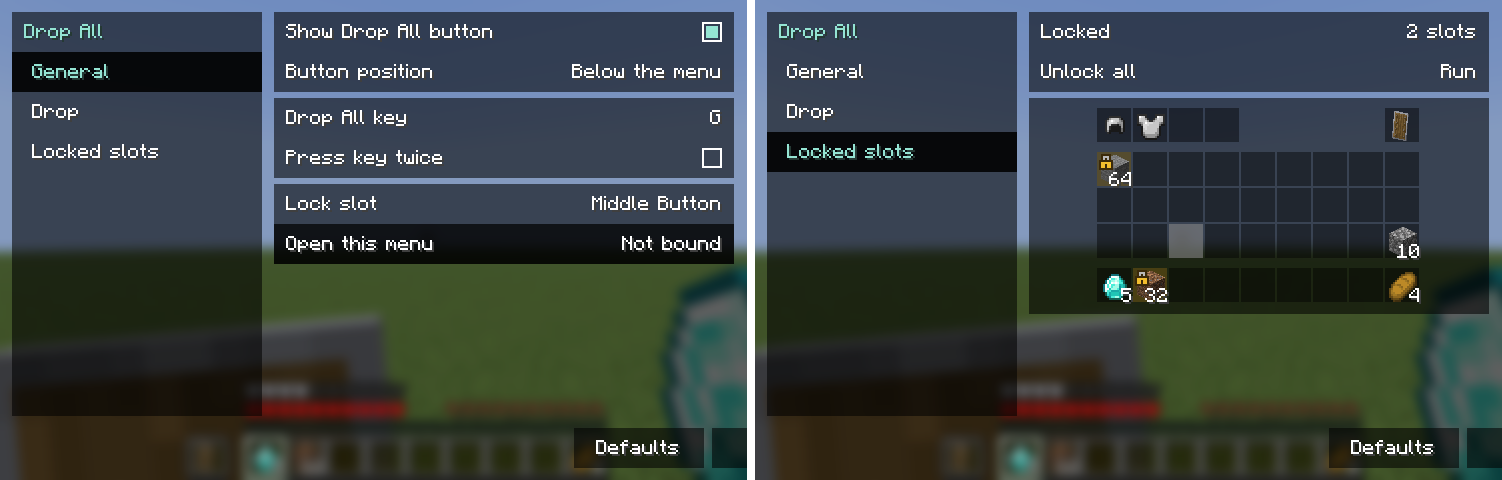 Drop All
General
Drop
Locked slots
Show Drop All button
Button position Below the menu
Drop All key G
Press key twice
Lock slot Middle Button
Open this menu Not bound
Defaults
Drop All
General
Drop
Locked slots
Locked 2 slots
Unlock all Run
64
10
5 32 4
Defaults